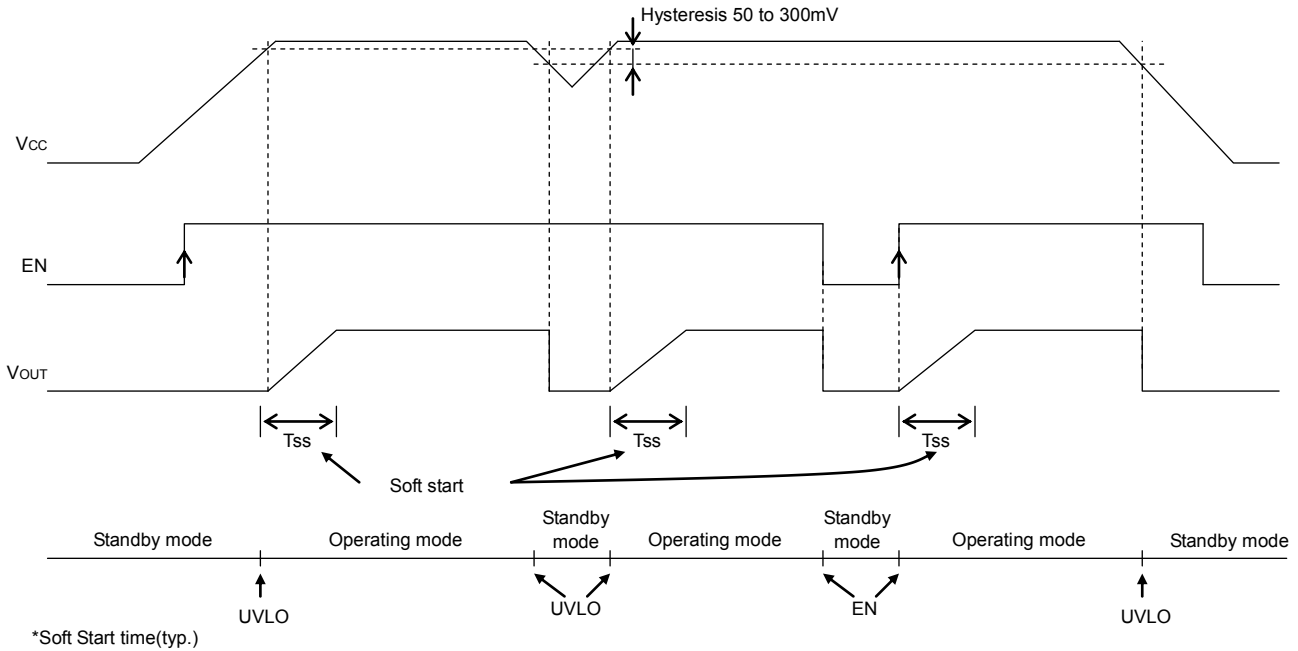 Hysteresis 50 to 300mV
VCC
EN
VOUT
Tss
Tss
Tss
Soft start
Standby mode
Operating mode
Standby
mode
Operating mode
Standby
mode
Operating mode
Standby mode
UVLO
UVLO
EN
UVLO
*Soft Start time(typ.)